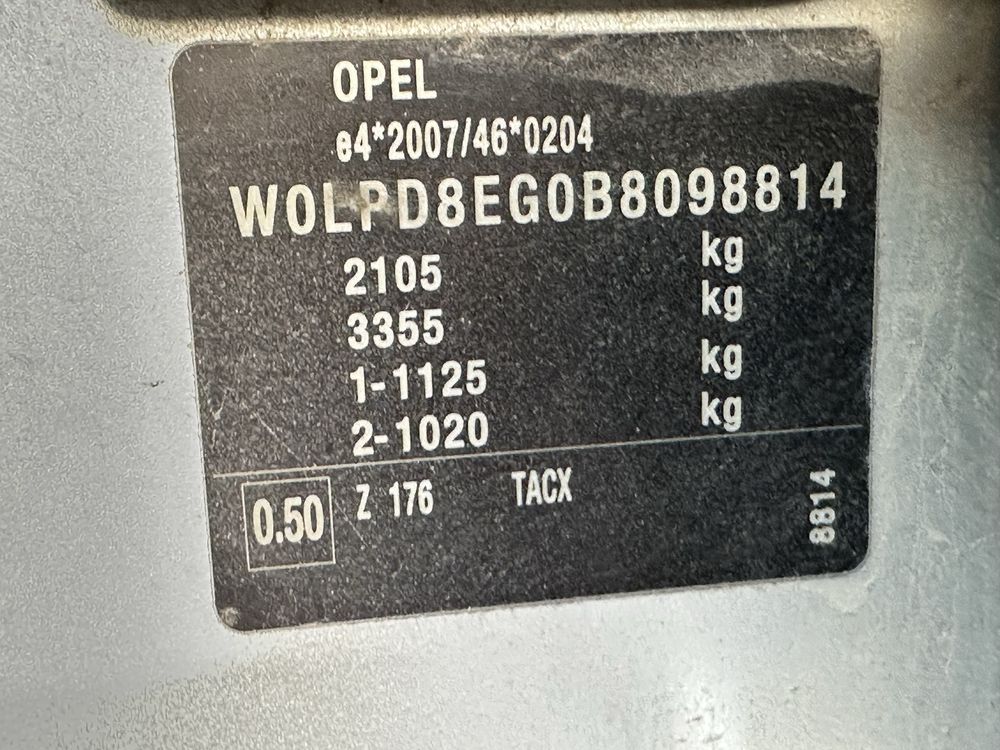 OPEL
e4*2007/46*0204
W0LPD8EG0B8098814
2105 kg
3355 kg
1-1125 kg
2-1020 kg
0.50 Z 176 TACX
8814